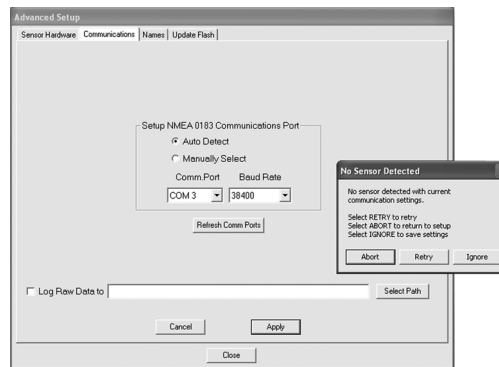 Advanced Setup
Sensor Hardware Communications Names Update Flash
Setup NMEA 0183 Communications Port
Auto Detect
Manually Select
Comm.Port Baud Rate
COM 3 38400
Refresh Comm Ports
Log Raw Data to Select Path
Cancel Apply
Close
No Sensor Detected
No sensor detected with current
communication settings.
Select RETRY to retry
Select ABORT to return to setup
Select IGNORE to save settings
Abort Retry Ignore